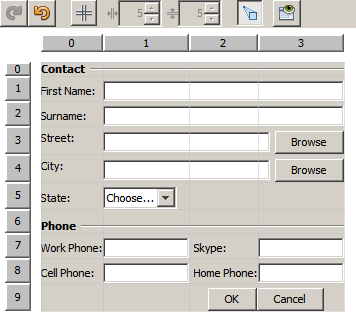 5 5
0 1 2 3
0 Contact
1 First Name:
2 Surname:
3 Street: Browse
4 City: Browse
5 State: Choose...
6 Phone
7 Work Phone: Skype:
8 Cell Phone: Home Phone:
9 OK Cancel